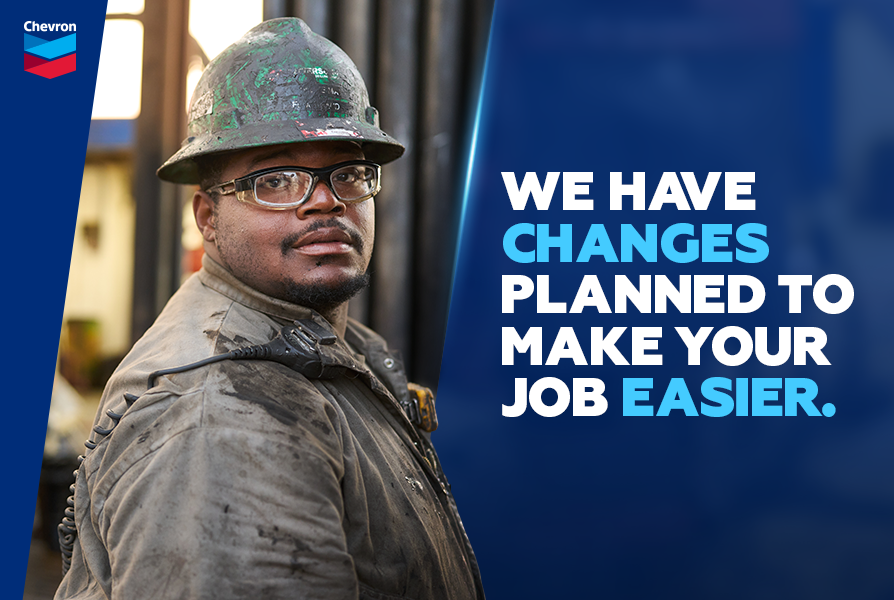 Chevron
WE HAVE
CHANGES
PLANNED TO
MAKE YOUR
JOB EASIER.